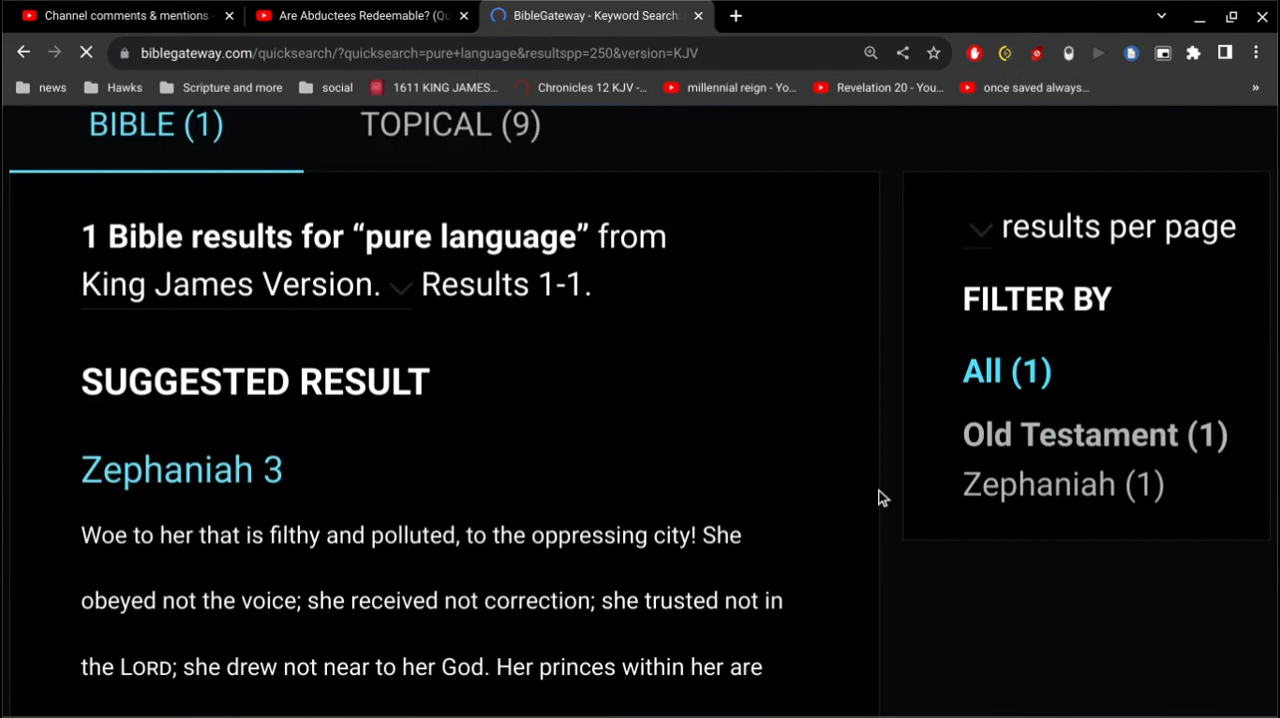 Channel comments & mentions
Are Abductees Redeemable? (Qu
BibleGateway - Keyword Search:
biblegateway.com/quicksearch/?quicksearch=pure+language&resultspp=250&version=KJV
news
Hawks
Scripture and more
social
1611 KING JAMES...
Chronicles 12 KJV -...
millennial reign - Yo...
Revelation 20 - You...
once saved always...
»
BIBLE (1)
TOPICAL (9)
1 Bible results for “pure language” from
King James Version. Results 1-1.
SUGGESTED RESULT
Zephaniah 3
Woe to her that is filthy and polluted, to the oppressing city! She
obeyed not the voice; she received not correction; she trusted not in
the LORD; she drew not near to her God. Her princes within her are
results per page
FILTER BY
All (1)
Old Testament (1)
Zephaniah (1)